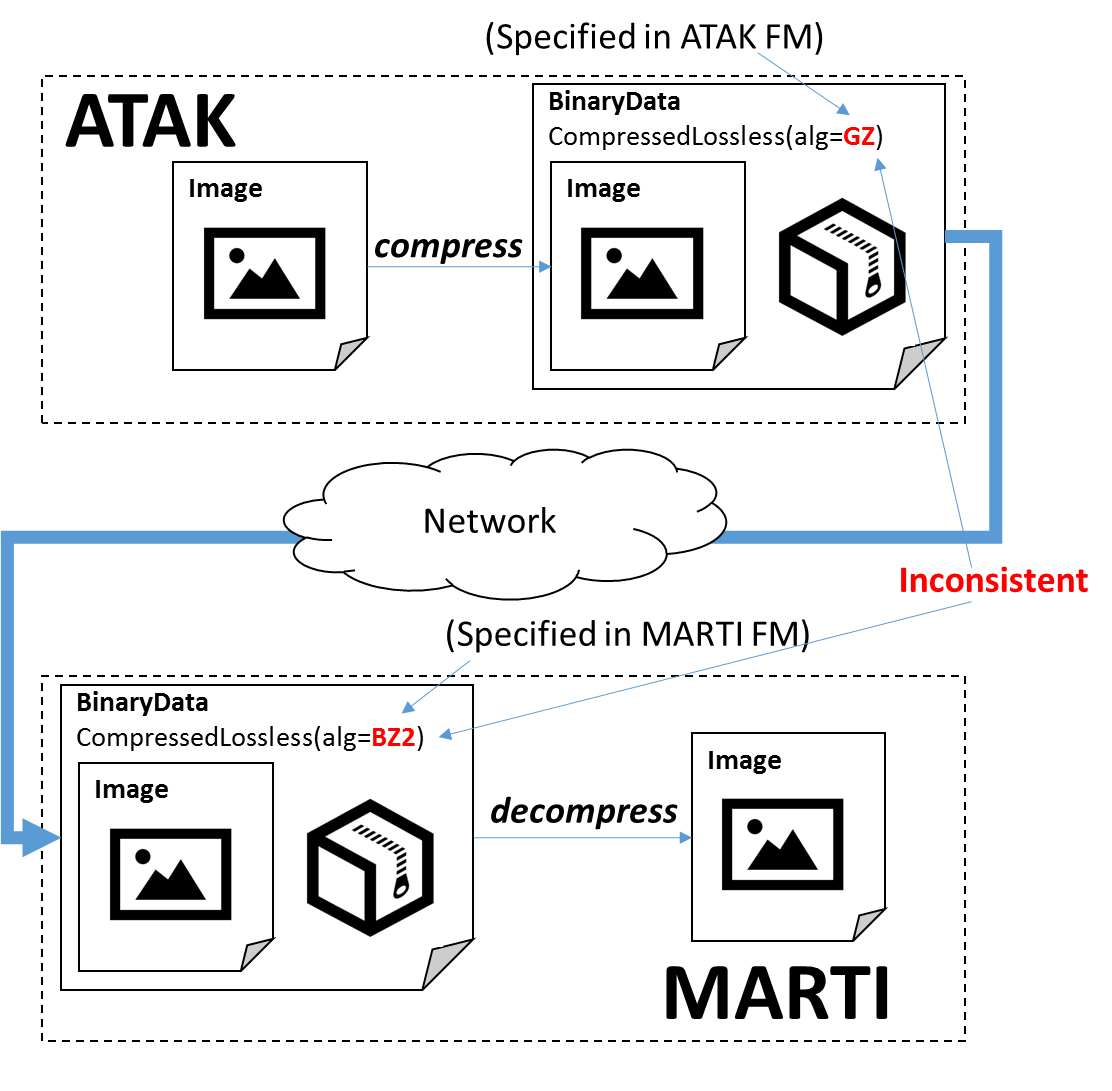 (Specified in ATAK FM)
ATAK
BinaryData
CompressedLossless(alg=GZ)
Image
compress
Image
Network
Inconsistent
(Specified in MARTI FM)
BinaryData
CompressedLossless(alg=BZ2)
Image
decompress
Image
MARTI